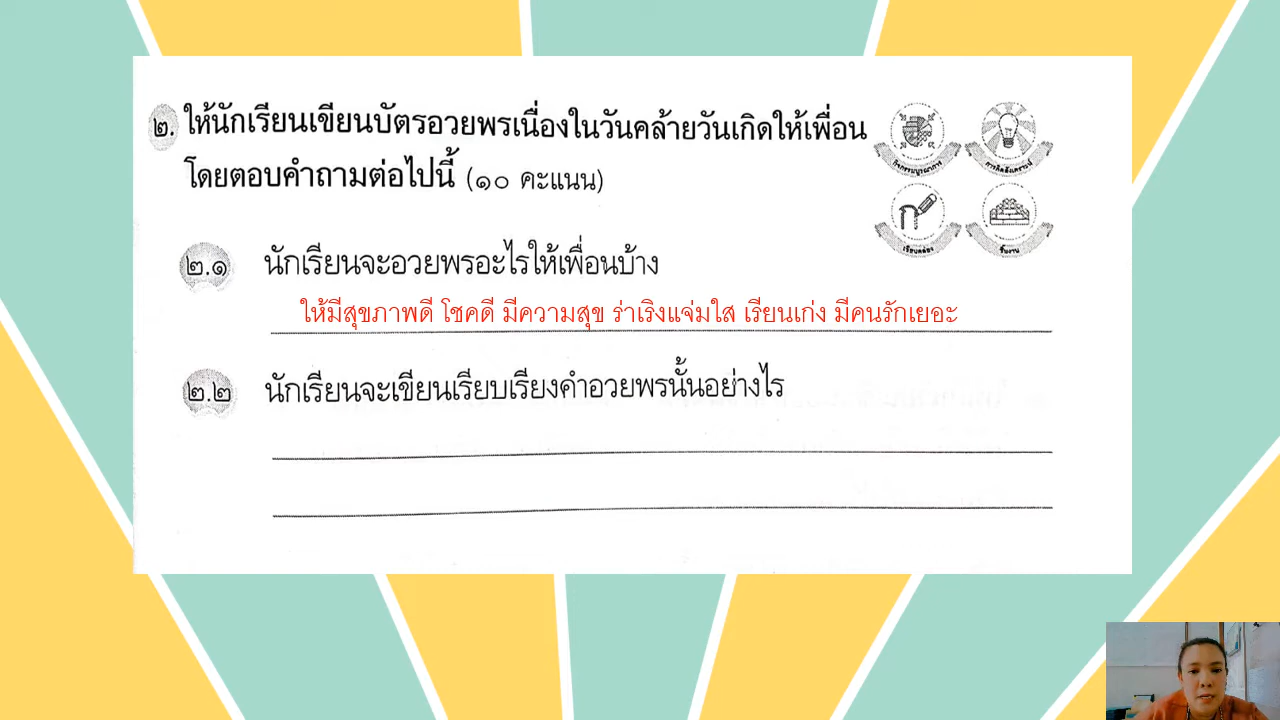 ๒. ให้นักเรียนเขียนบัตรอวยพรเนื่องในวันคล้ายวันเกิดให้เพื่อน
โดยตอบคำถามต่อไปนี้ (๑๐ คะแนน)
๒.๑ นักเรียนจะอวยพรอะไรให้เพื่อนบ้าง
ให้มีสุขภาพดี โชคดี มีความสุข ร่าเริงแจ่มใส เรียนเก่ง มีคนรักเยอะ
๒.๒ นักเรียนจะเขียนเรียบเรียงคำอวยพรนั้นอย่างไร